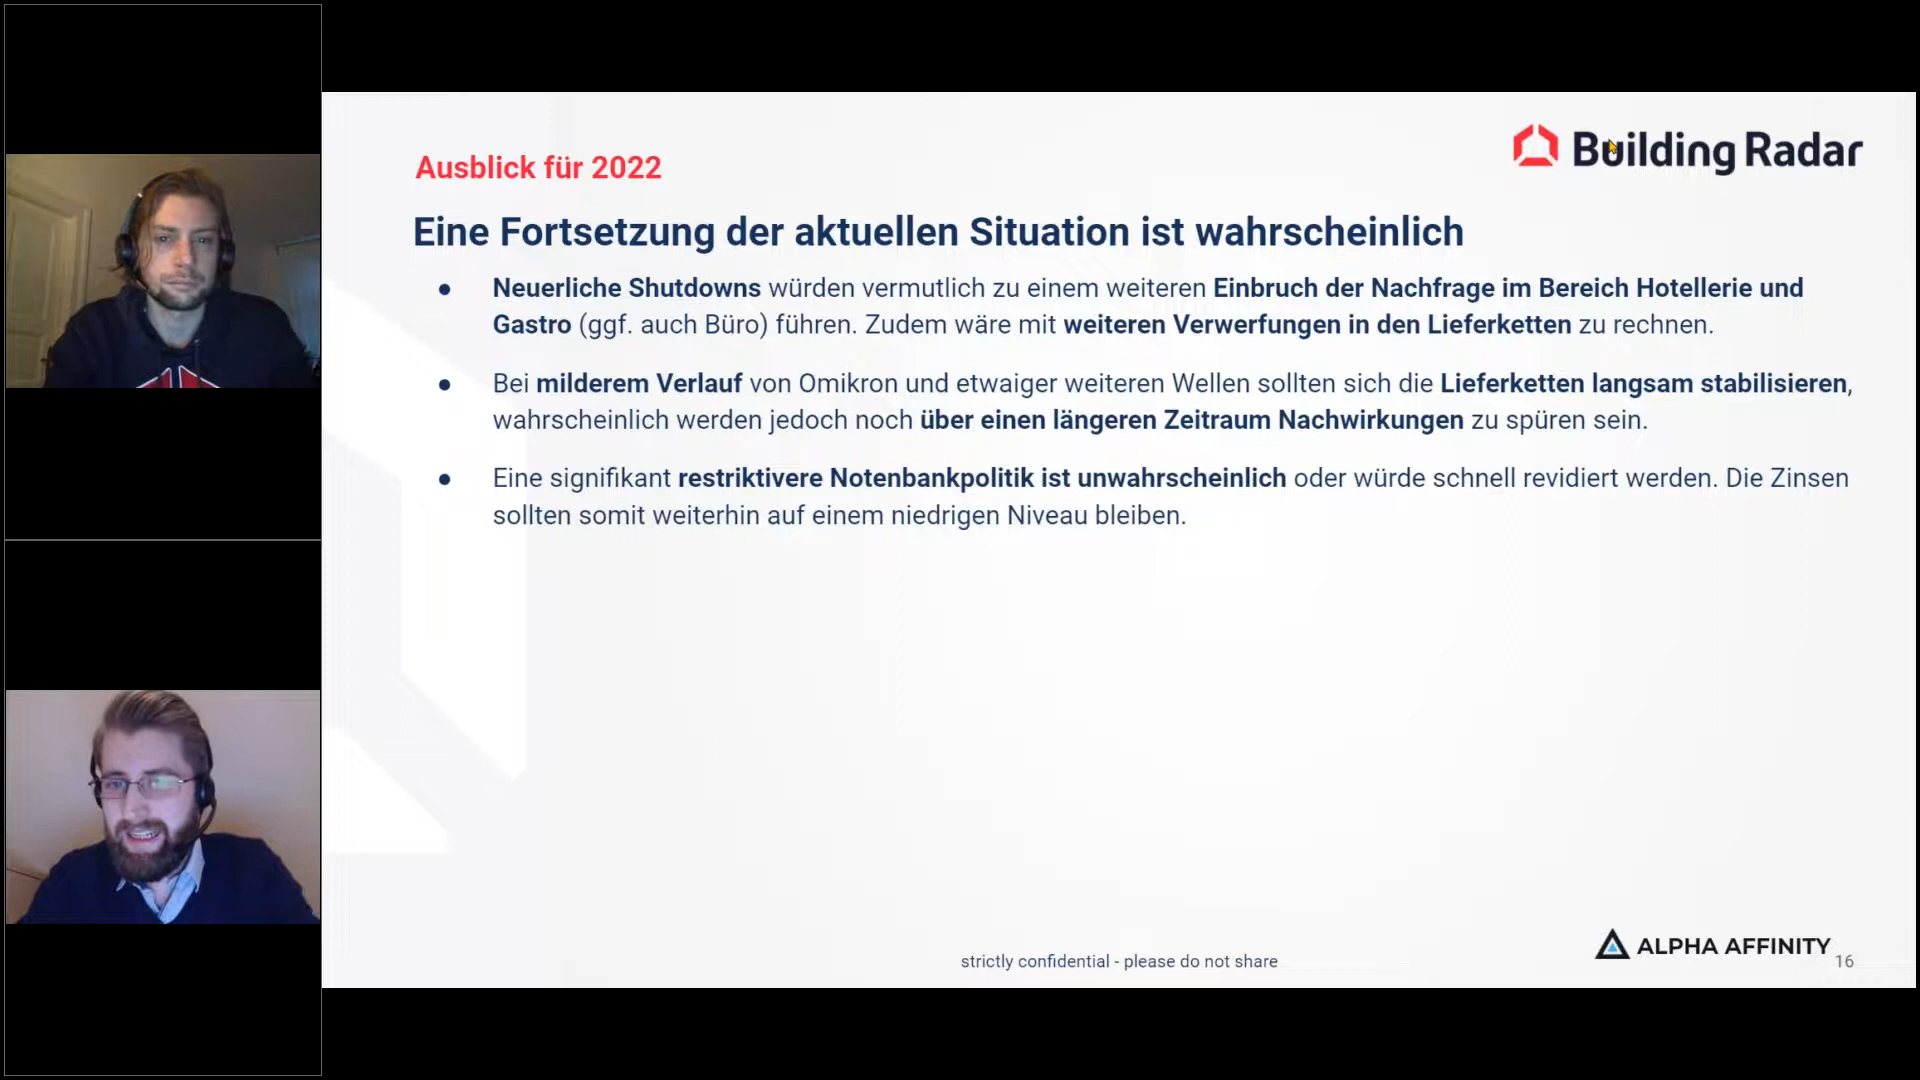 Building Radar
Ausblick für 2022
Eine Fortsetzung der aktuellen Situation ist wahrscheinlich
● Neuerliche Shutdowns würden vermutlich zu einem weiteren Einbruch der Nachfrage im Bereich Hotellerie und
Gastro (ggf. auch Büro) führen. Zudem wäre mit weiteren Verwerfungen in den Lieferketten zu rechnen.
● Bei milderem Verlauf von Omikron und etwaiger weiteren Wellen sollten sich die Lieferketten langsam stabilisieren,
wahrscheinlich werden jedoch noch über einen längeren Zeitraum Nachwirkungen zu spüren sein.
● Eine signifikant restriktivere Notenbankpolitik ist unwahrscheinlich oder würde schnell revidiert werden. Die Zinsen
sollten somit weiterhin auf einem niedrigen Niveau bleiben.
strictly confidential - please do not share
ALPHA AFFINITY
16